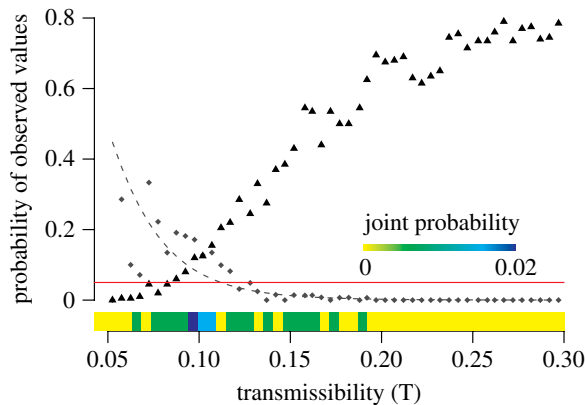 probability of observed values
0.8
0.6
0.4
0.2
0
joint probability
0 0.02
0.05 0.10 0.15 0.20 0.25 0.30
transmissibility (T)